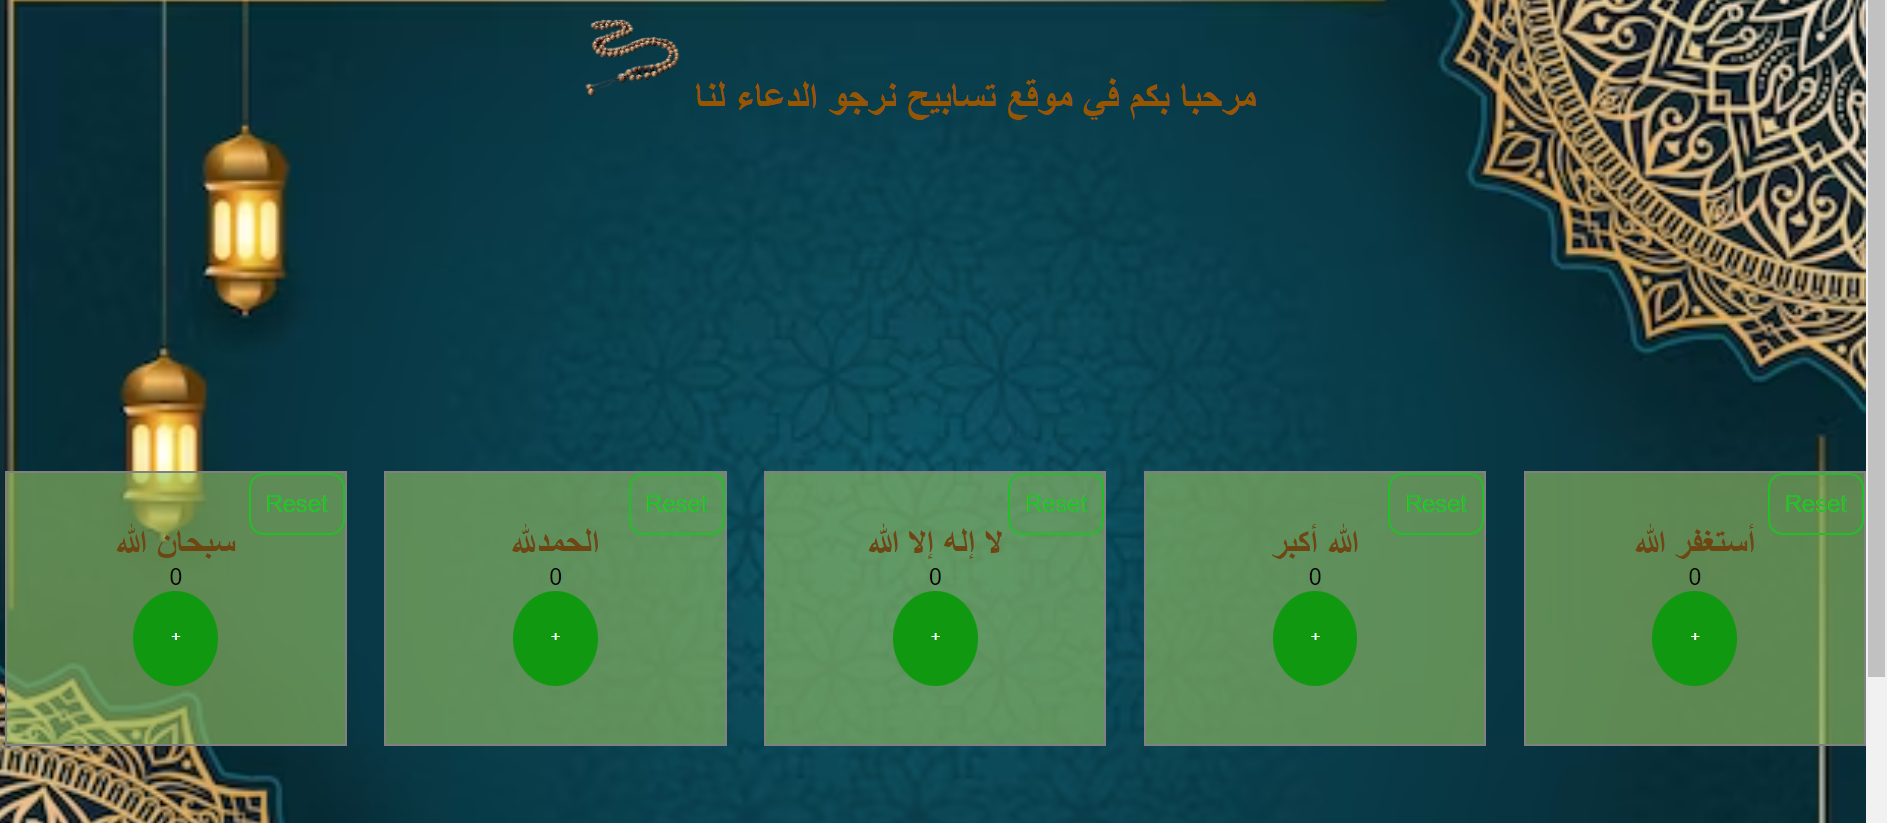 مرحبا بكم في موقع تسابيح نرجو الدعاء لنا
Reset
سبحان الله
0
+
Reset
الحمدلله
0
+
Reset
لا إله إلا الله
0
+
Reset
الله أكبر
0
+
Reset
أستغفر الله
0
+